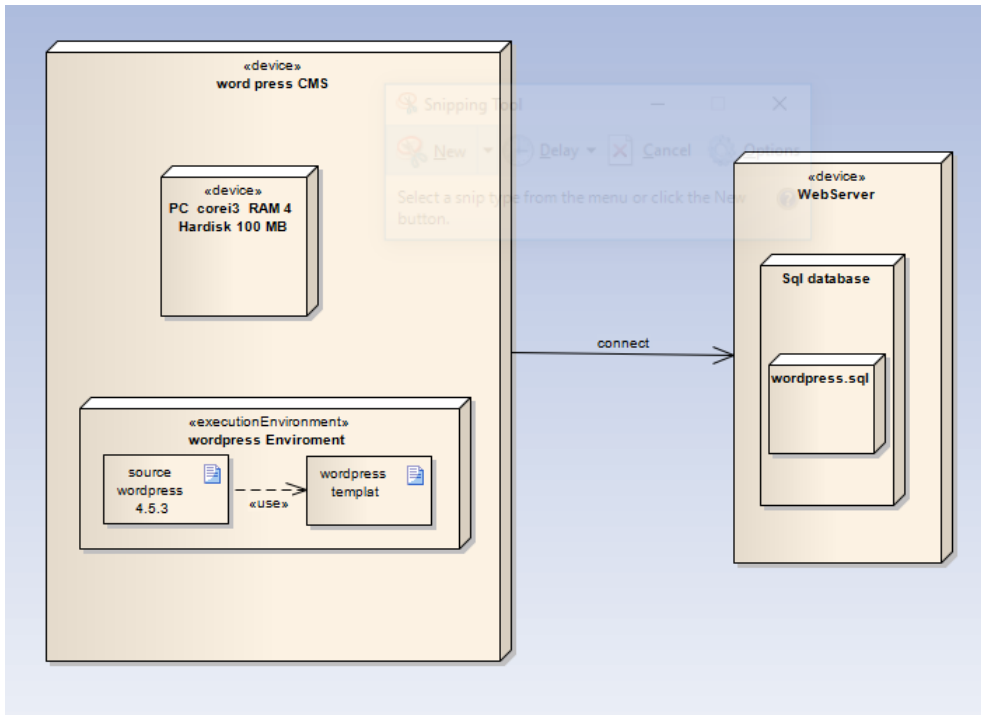 «device»
word press CMS
Snipping Tool
New
Delay
Cancel
Options
Select a snip type from the menu or click the New
button.
«device»
PC corei3 RAM 4
Hardisk 100 MB
«executionEnvironment»
wordpress Enviroment
source
wordpress
4.5.3
«use»
wordpress
templat
connect
«device»
WebServer
Sql database
wordpress.sql